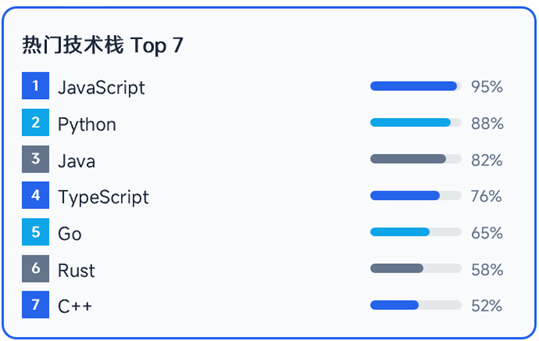 热门技术栈 Top 7
1 JavaScript 95%
2 Python 88%
3 Java 82%
4 TypeScript 76%
5 Go 65%
6 Rust 58%
7 C++ 52%